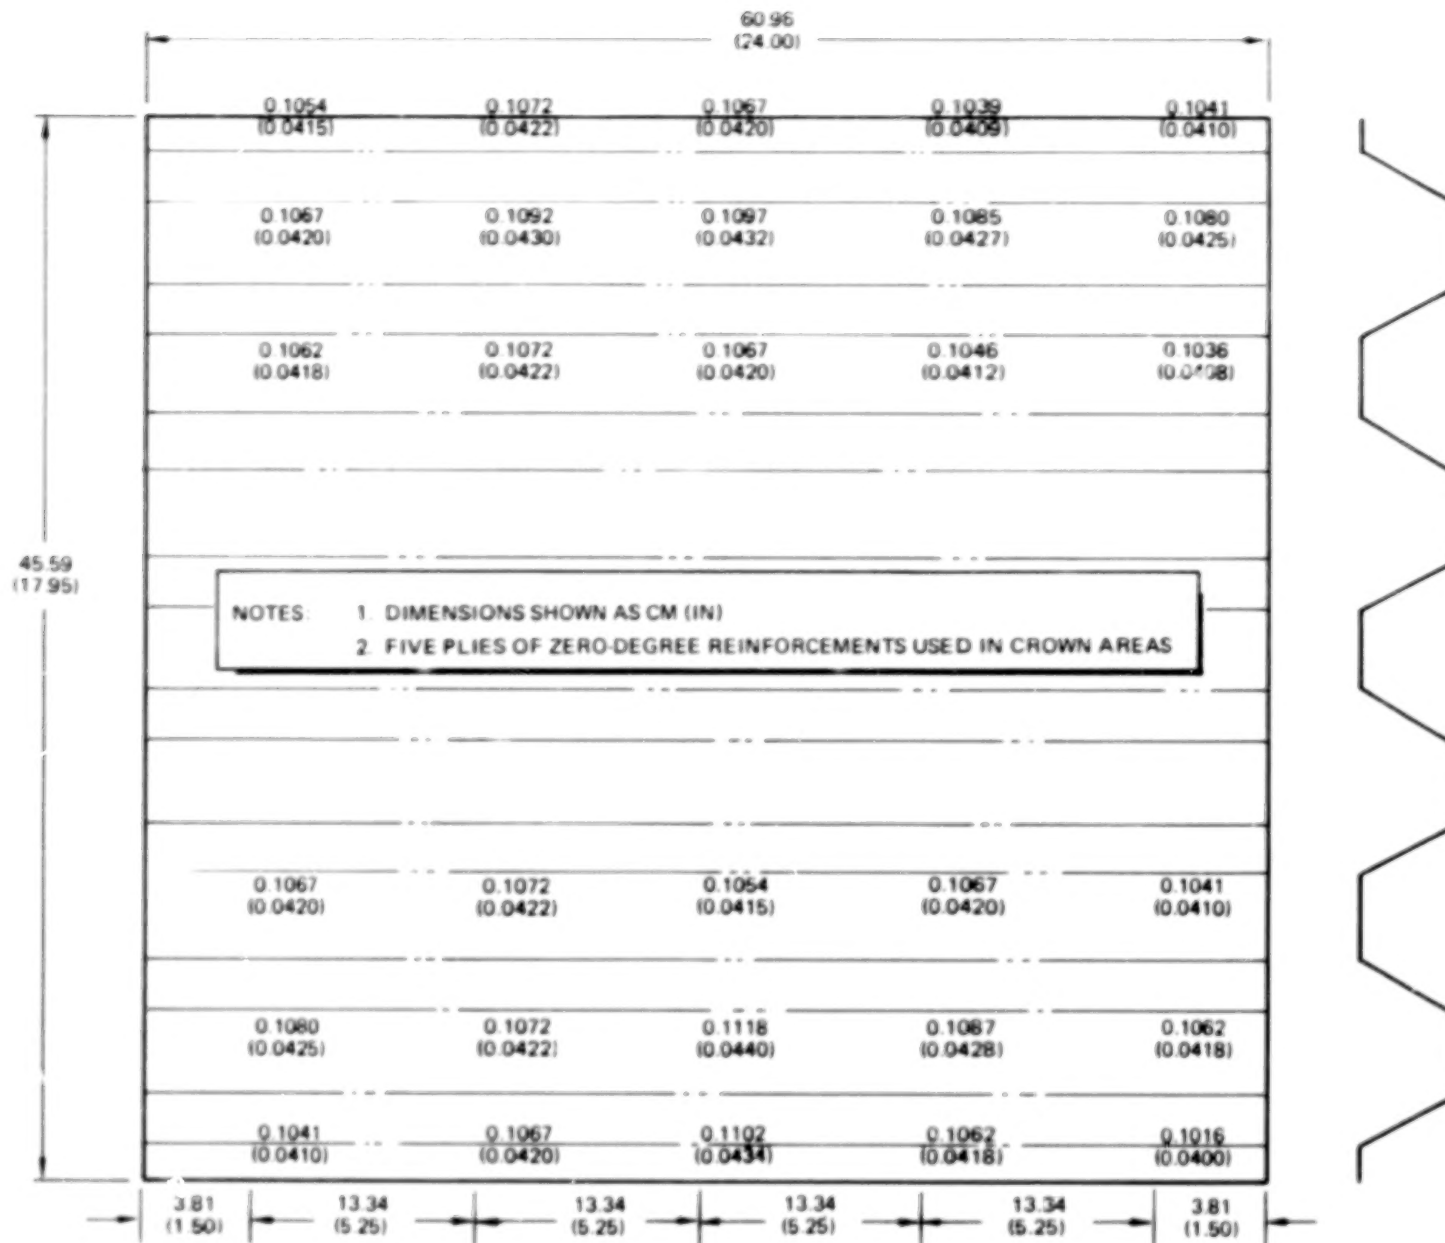 60.96
(24.00)
0.1054 0.1072 0.1067 0.1039 0.1041
(0.0415) (0.0422) (0.0420) (0.0409) (0.0410)
0.1067 0.1092 0.1097 0.1085 0.1080
(0.0420) (0.0430) (0.0432) (0.0427) (0.0425)
0.1062 0.1072 0.1067 0.1046 0.1036
(0.0418) (0.0422) (0.0420) (0.0412) (0.0408)
45.59
(17.95)
NOTES: 1. DIMENSIONS SHOWN AS CM (IN)
2. FIVE PLIES OF ZERO-DEGREE REINFORCEMENTS USED IN CROWN AREAS
0.1067 0.1072 0.1054 0.1067 0.1041
(0.0420) (0.0422) (0.0415) (0.0420) (0.0410)
0.1080 0.1072 0.1118 0.1087 0.1062
(0.0425) (0.0422) (0.0440) (0.0428) (0.0418)
0.1041 0.1067 0.1102 0.1062 0.1016
(0.0410) (0.0420) (0.0434) (0.0418) (0.0400)
3.81 13.34 13.34 13.34 13.34 3.81
(1.50) (5.25) (5.25) (5.25) (5.25) (1.50)